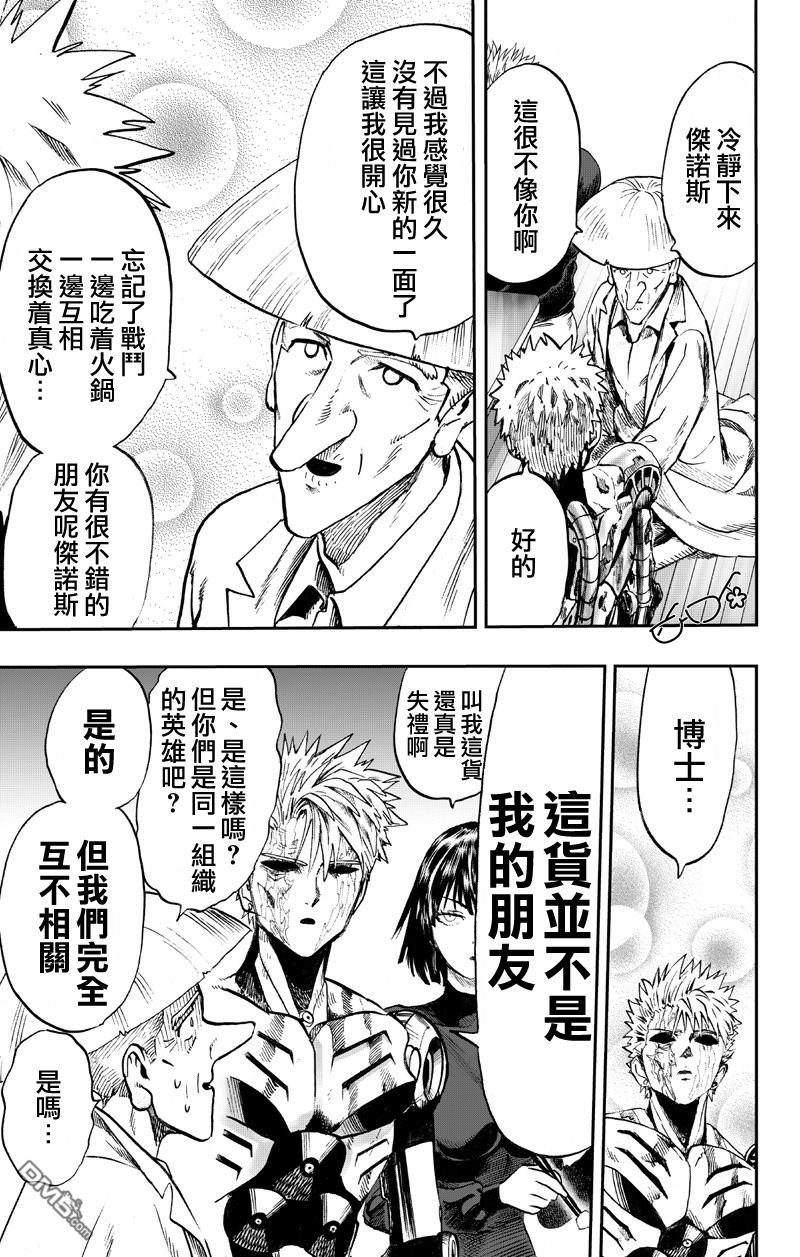 冷靜下來
傑諾斯
這很不像你啊
好的
不過我感覺很久
沒有見過你新的一面了
這讓我很開心
忘記了戰鬥
一邊吃着火鍋
一邊互相
交換着真心…
你有很不錯的
朋友呢傑諾斯
博士…
這貨並不是
我的朋友
叫我這貨
還真是
失禮啊
是、是這樣嗎?
但你們是同一組織
的英雄吧?
是的
但我們完全
互不相關
是嗎…